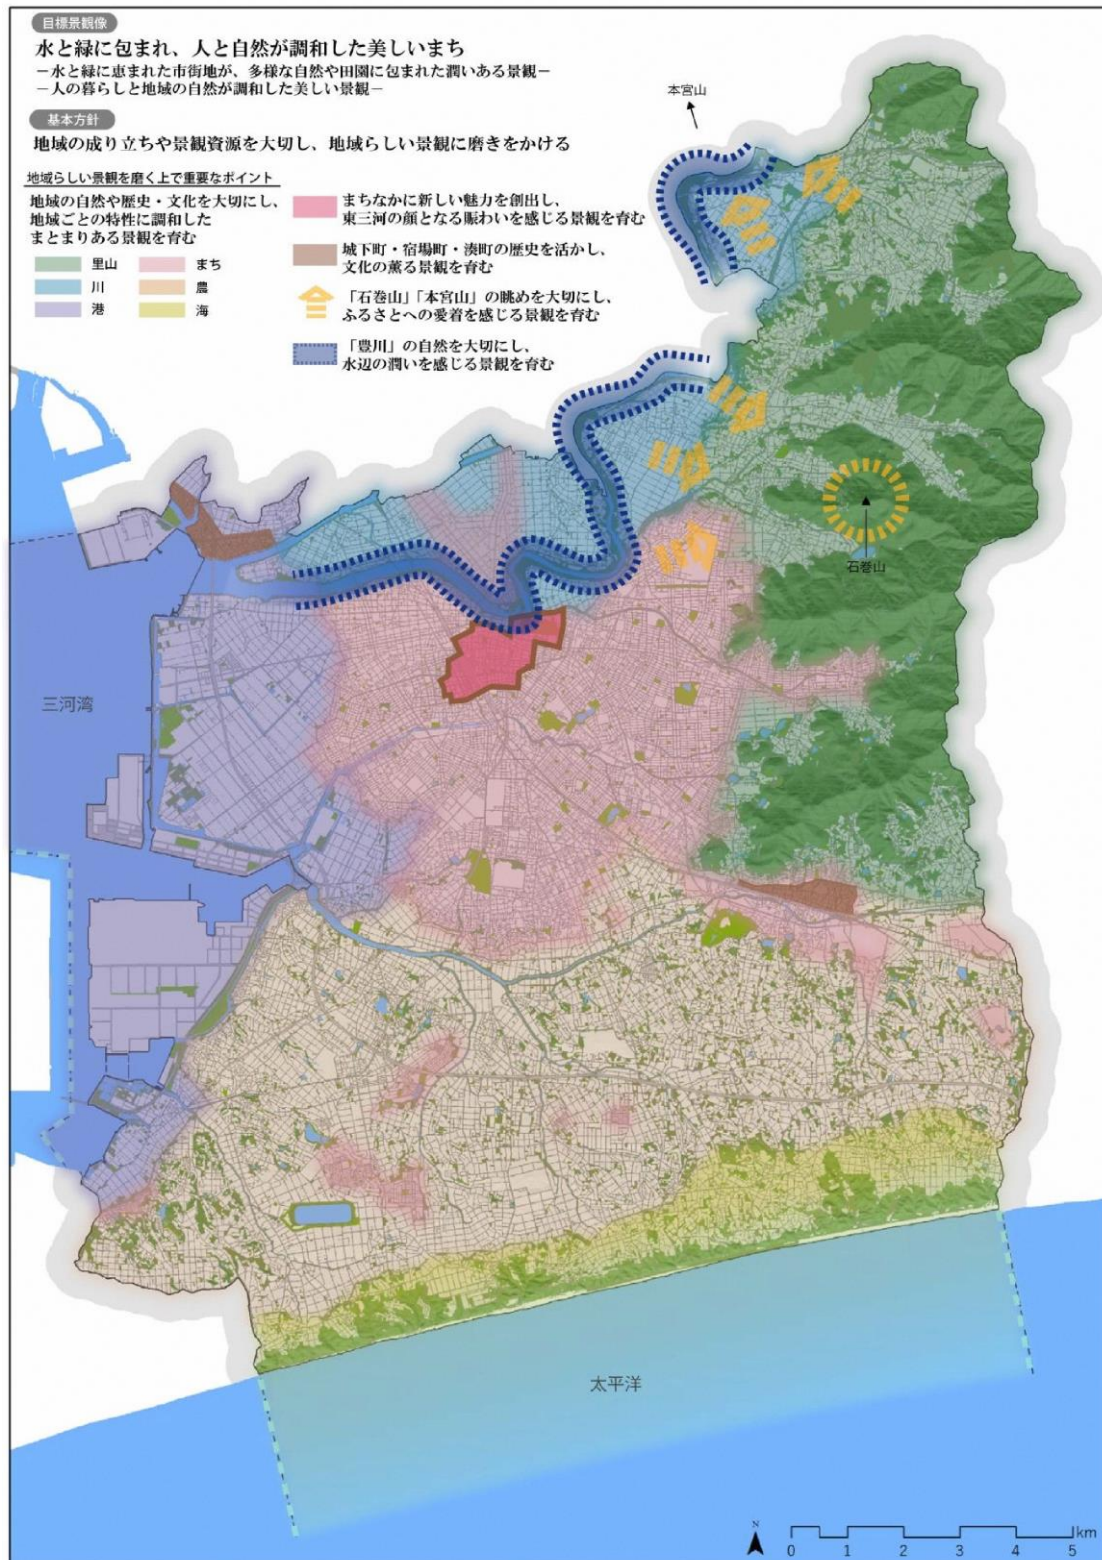 目標景観像
水と緑に包まれ、人と自然が調和した美しいまち
−水と緑に恵まれた市街地が、多様な自然や田園に包まれた潤いある景観−
−人の暮らしと地域の自然が調和した美しい景観−
基本方針
地域の成り立ちや景観資源を大切し、地域らしい景観に磨きをかける
地域らしい景観を磨く上で重要なポイント
地域の自然や歴史・文化を大切にし、
地域ごとの特性に調和した
まとまりある景観を育む
里山
まち
川
農
港
海
まちなかに新しい魅力を創出し、
東三河の顔となる賑わいを感じる景観を育む
城下町・宿場町・湊町の歴史を活かし、
文化の薫る景観を育む
「石巻山」「本宮山」の眺めを大切にし、
ふるさとへの愛着を感じる景観を育む
「豊川」の自然を大切にし、
水辺の潤いを感じる景観を育む
本宮山
石巻山
三河湾
太平洋
N
0 1 2 3 4 5 km